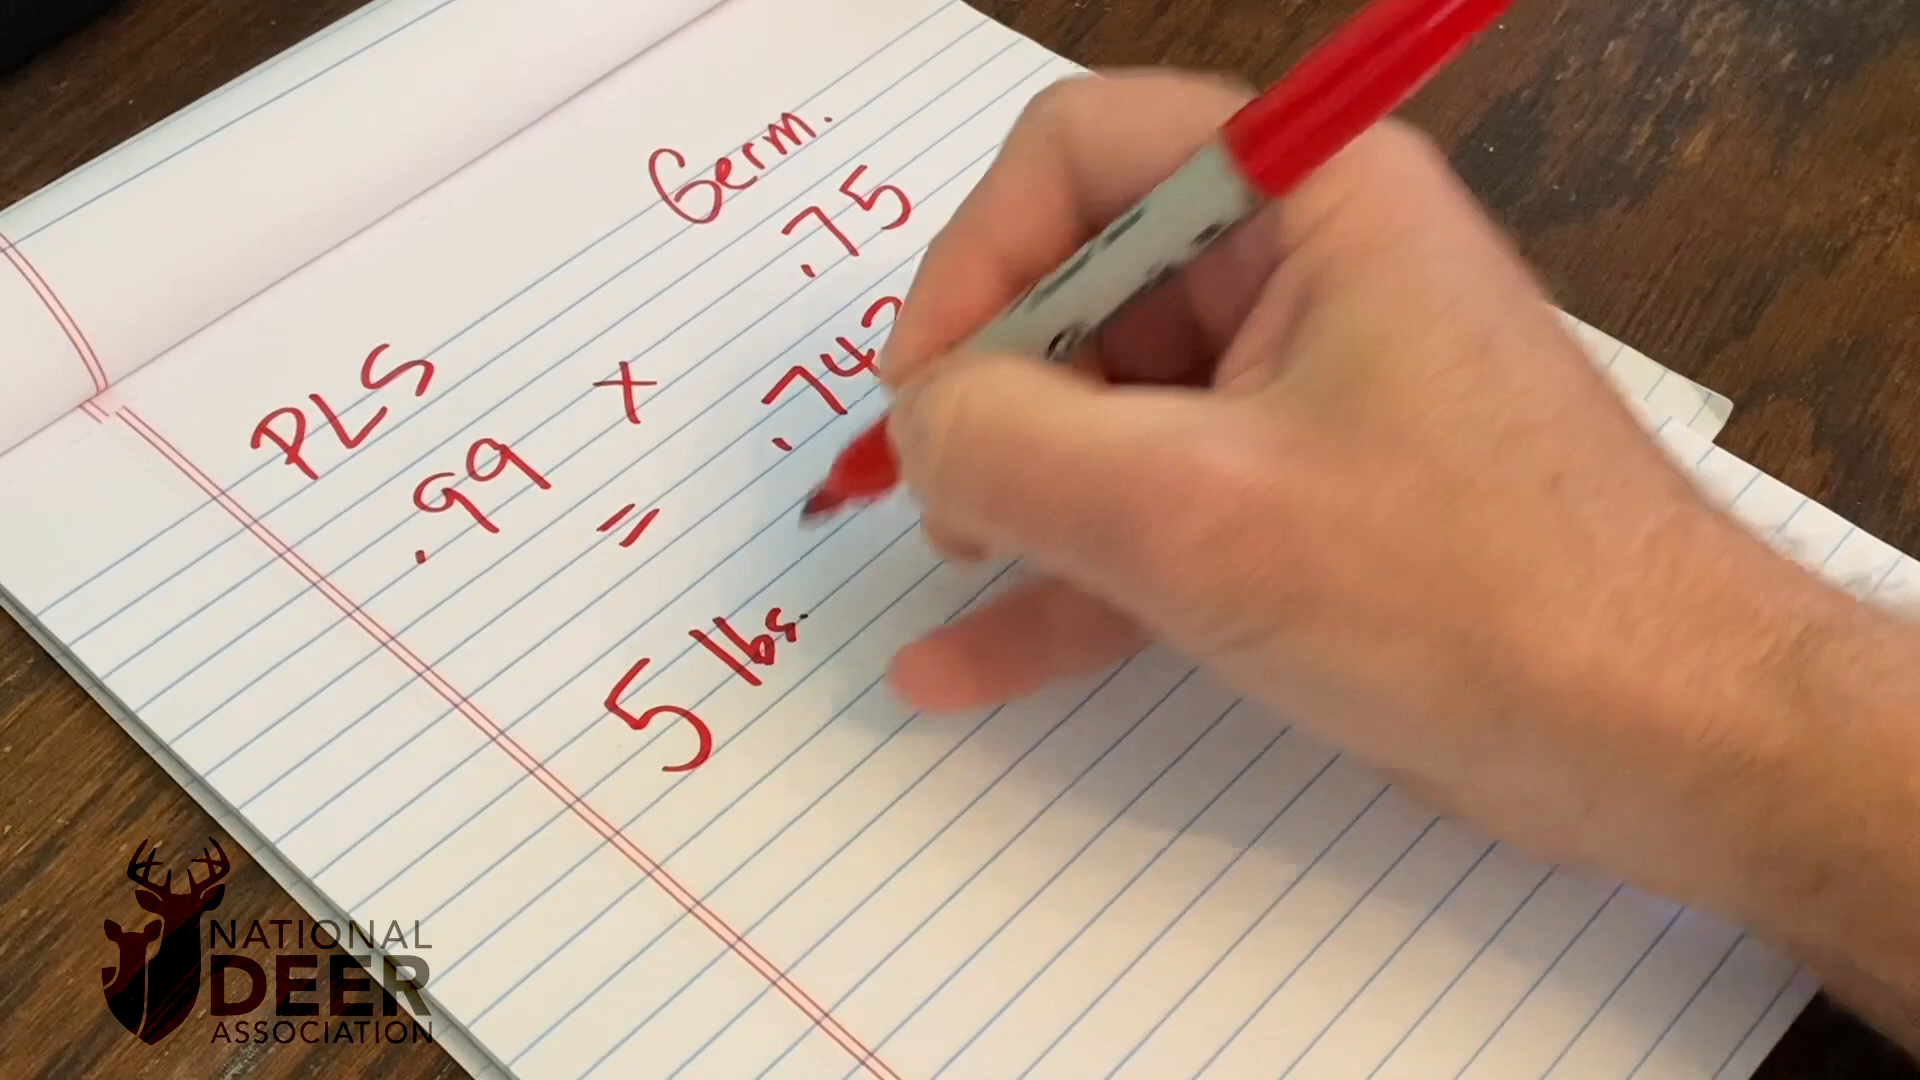 Germ.
PLS
.99 x .75
= .742
5 lbs.
NATIONAL
DEER
ASSOCIATION